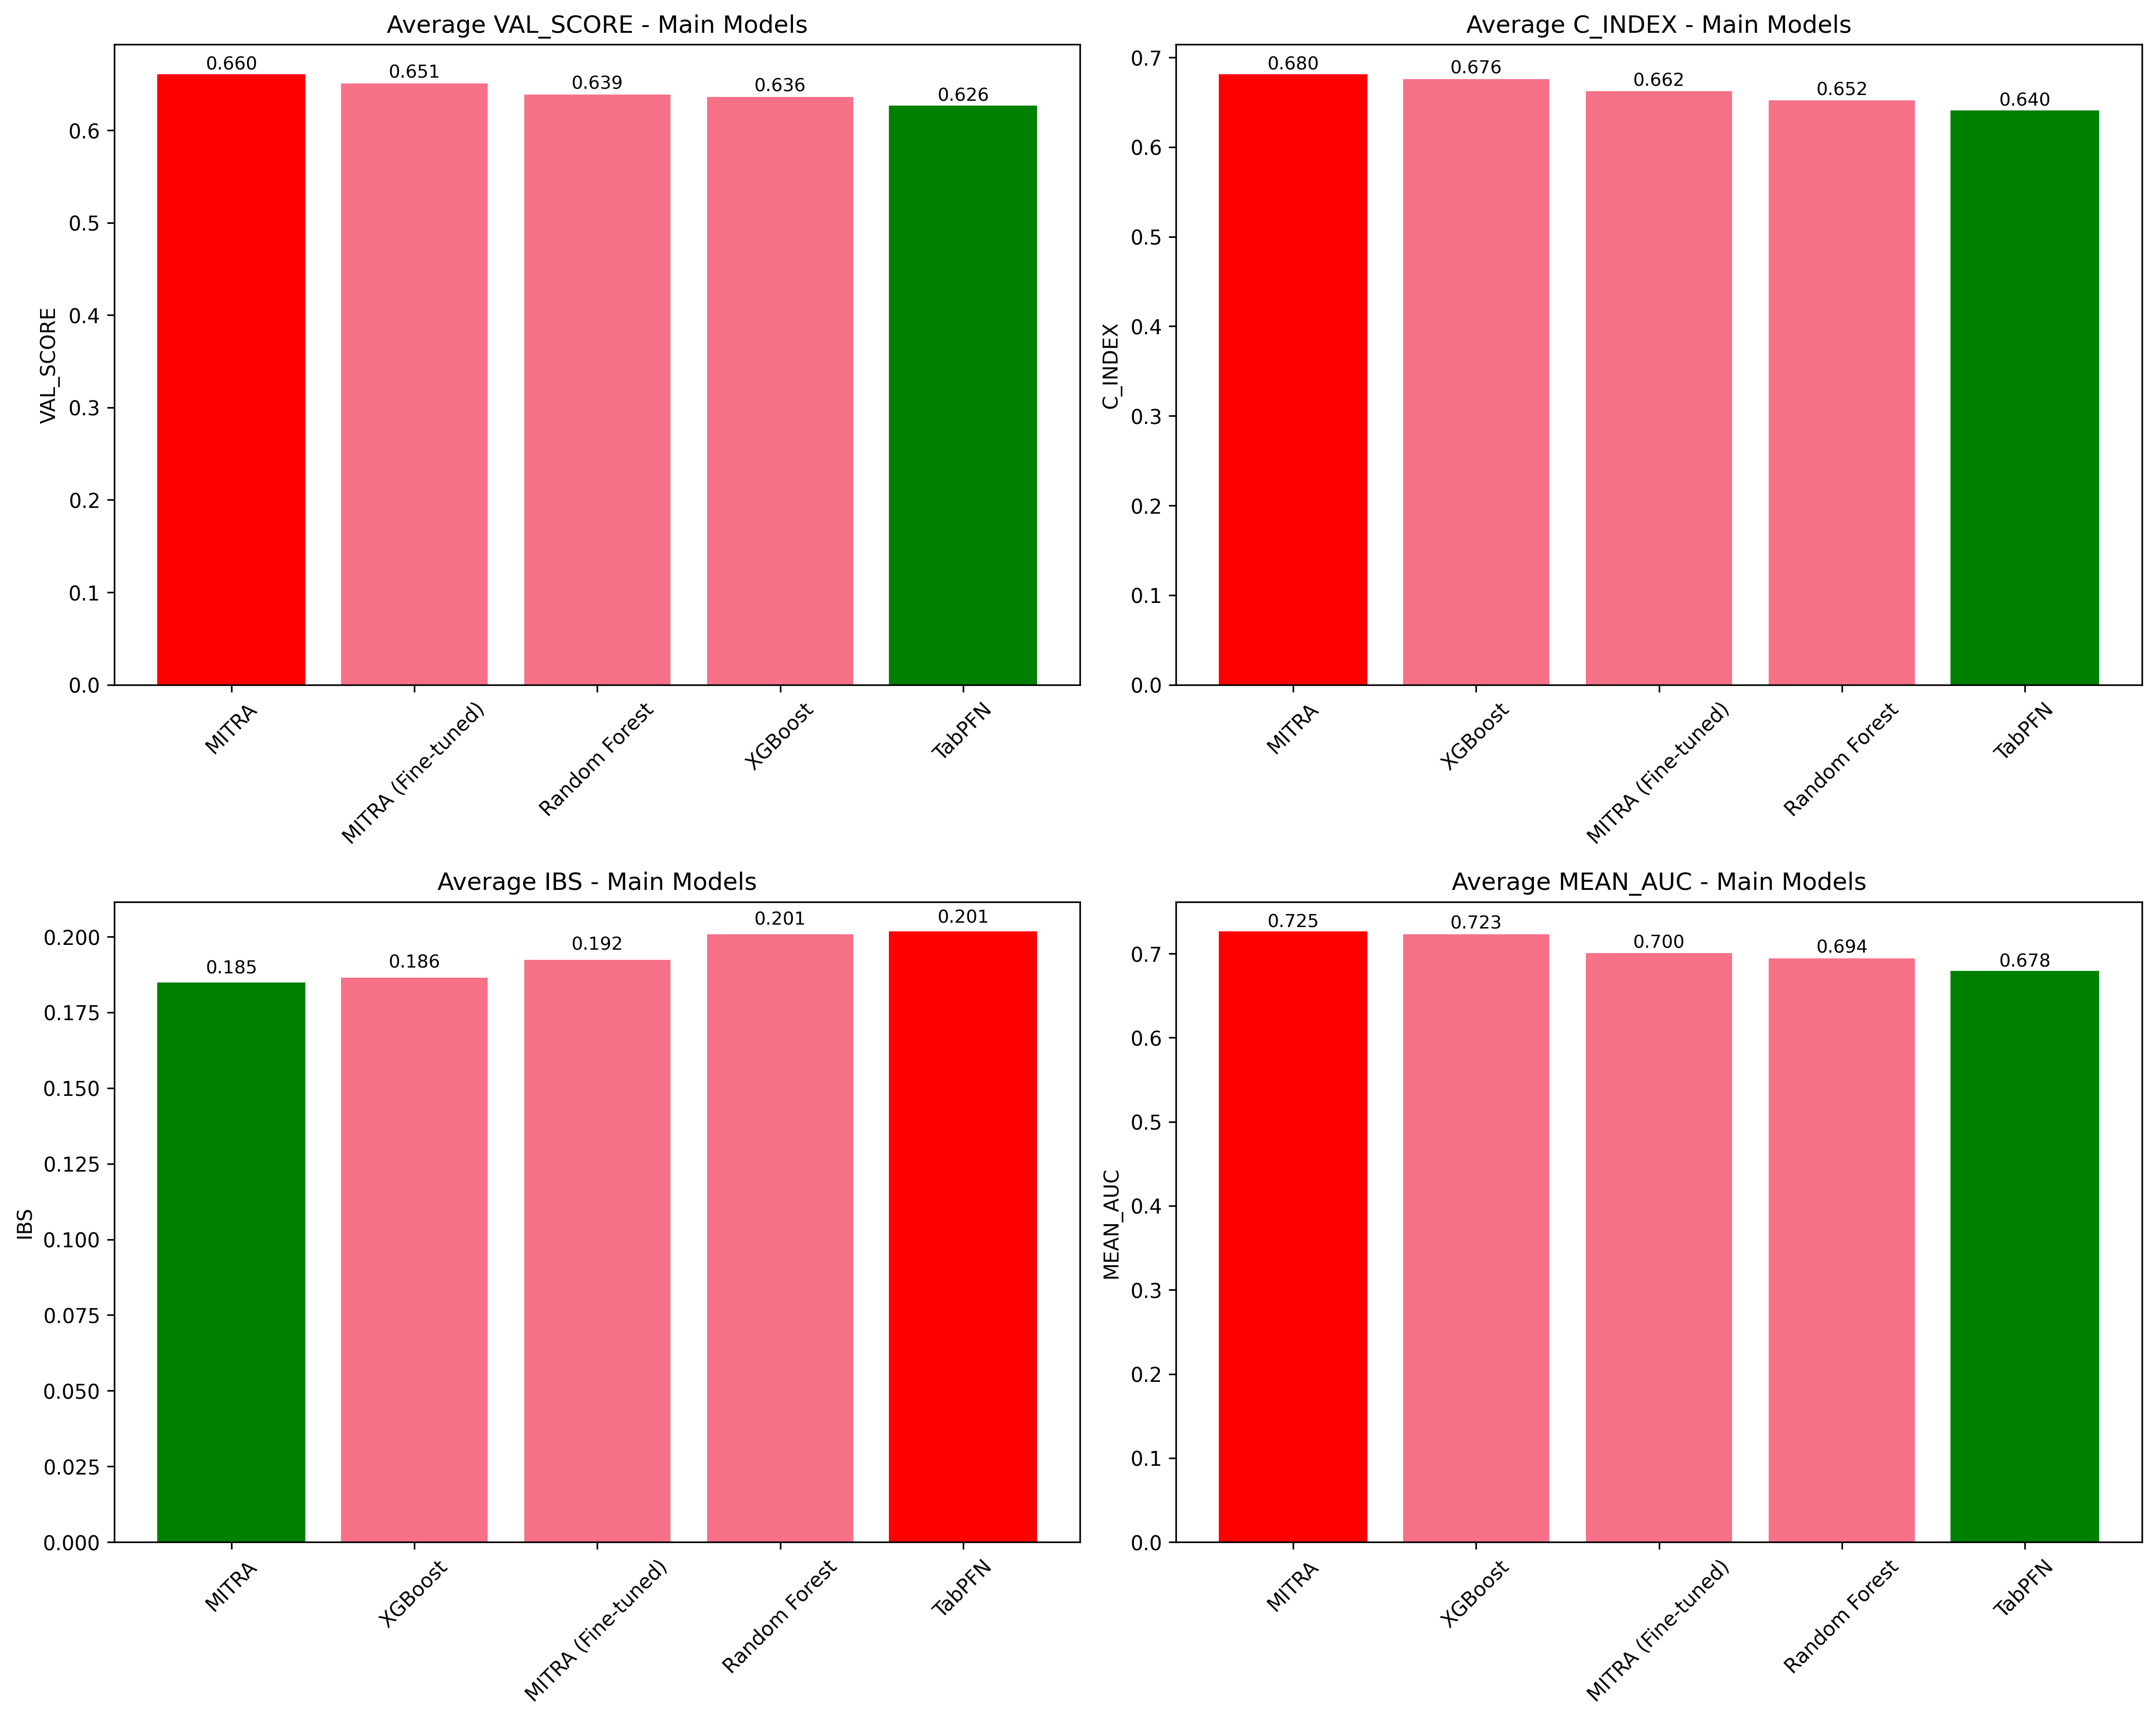 Average VAL_SCORE - Main Models
VAL_SCORE
0.6
0.5
0.4
0.3
0.2
0.1
0.0
0.660
0.651
0.639
0.636
0.626
MITRA
MITRA (Fine-tuned)
Random Forest
XGBoost
TabPFN
Average C_INDEX - Main Models
C_INDEX
0.7
0.6
0.5
0.4
0.3
0.2
0.1
0.0
0.680
0.676
0.662
0.652
0.640
MITRA
XGBoost
MITRA (Fine-tuned)
Random Forest
TabPFN
Average IBS - Main Models
IBS
0.200
0.175
0.150
0.125
0.100
0.075
0.050
0.025
0.000
0.185
0.186
0.192
0.201
0.201
MITRA
XGBoost
MITRA (Fine-tuned)
Random Forest
TabPFN
Average MEAN_AUC - Main Models
MEAN_AUC
0.7
0.6
0.5
0.4
0.3
0.2
0.1
0.0
0.725
0.723
0.700
0.694
0.678
MITRA
XGBoost
MITRA (Fine-tuned)
Random Forest
TabPFN